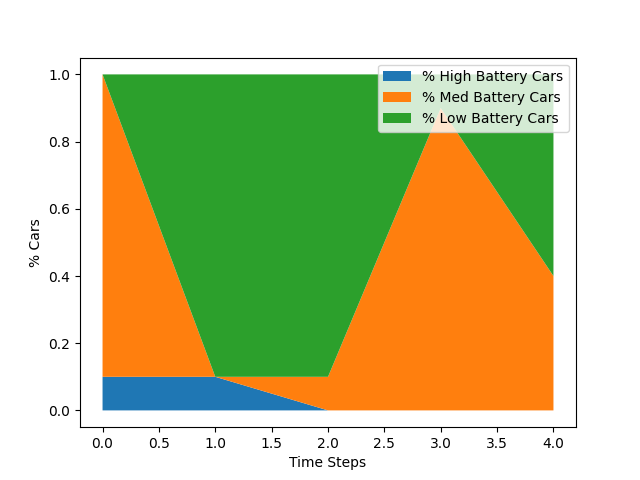 % High Battery Cars
% Med Battery Cars
% Low Battery Cars
1.0
0.8
0.6
0.4
0.2
0.0
% Cars
0.0 0.5 1.0 1.5 2.0 2.5 3.0 3.5 4.0
Time Steps